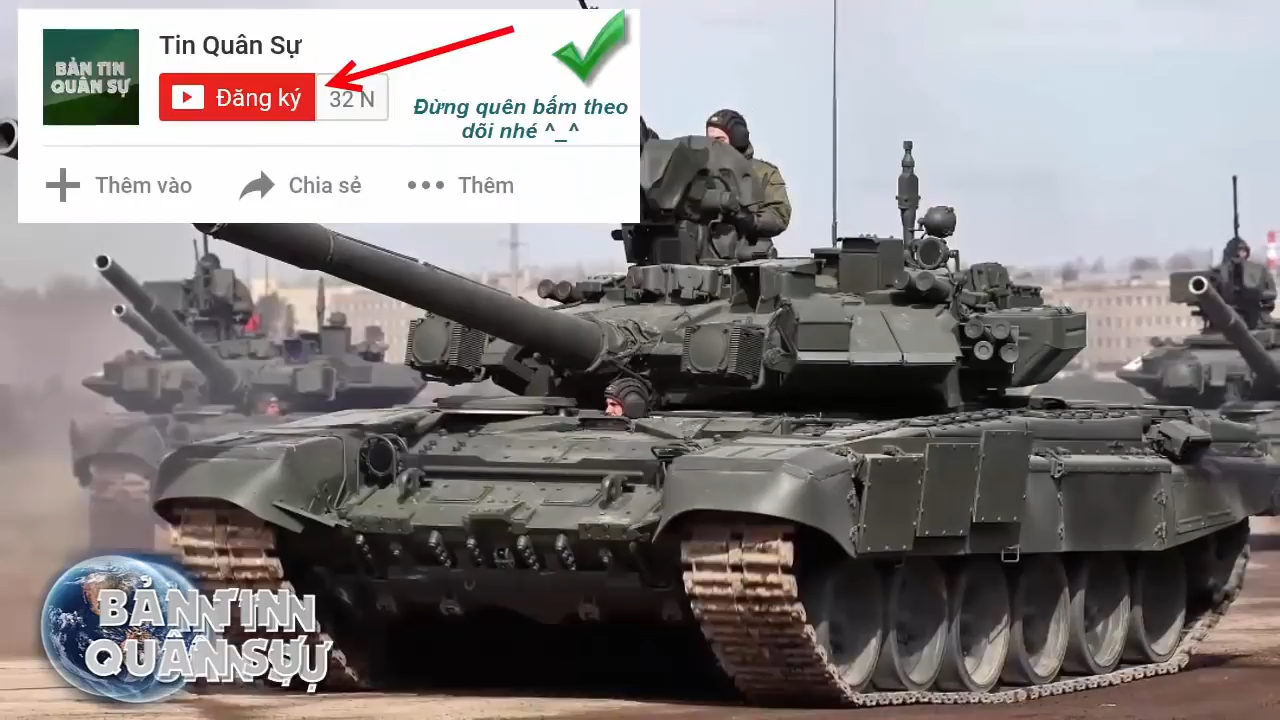 BẢN TIN
QUÂN SỰ
Tin Quân Sự
Đăng ký
32 N
Đừng quên bấm theo
dõi nhé ^_^
Thêm vào
Chia sẻ
Thêm
BẢN TIN
QUÂN SỰ